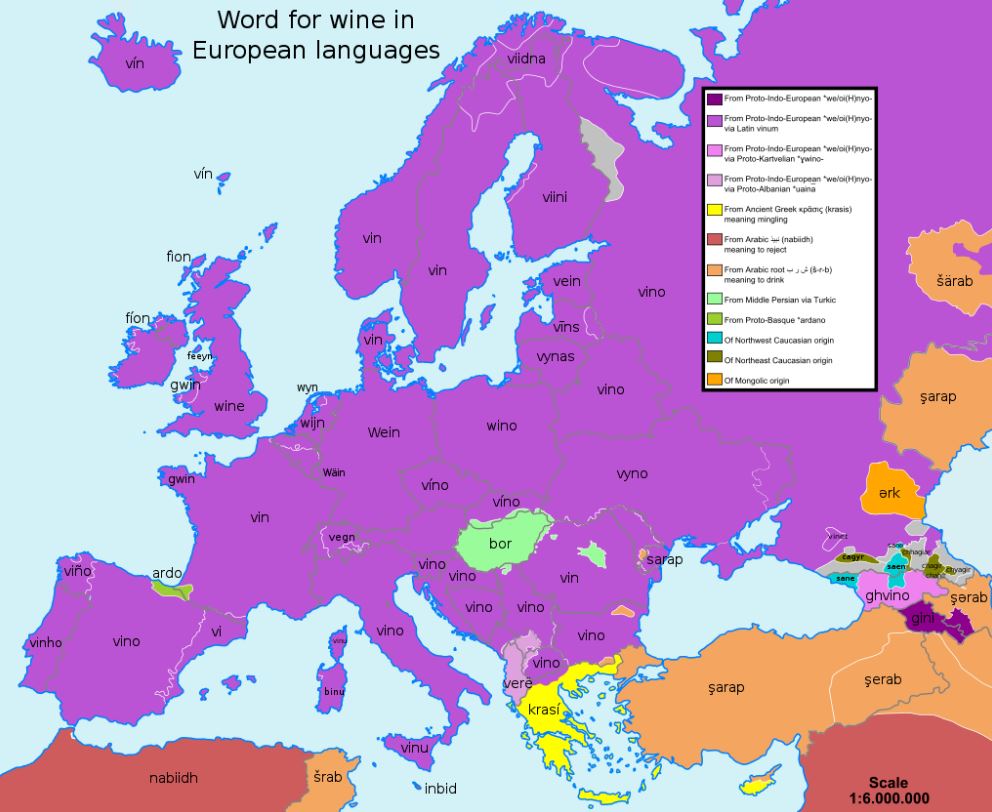 Word for wine in
European languages
vín
viidna
From Proto-Indo-European *we/oi(H)nyo-
From Proto-Indo-European *we/oi(H)nyo-
via Latin vinum
From Proto-Indo-European *we/oi(H)nyo-
via Proto-Kartvelian *ɣwino-
From Proto-Indo-European *we/oi(H)nyo-
via Proto-Albanian *uaina
From Ancient Greek κρᾶσις (krasis)
meaning mingling
From Arabic نبيذ (nabiidh)
meaning to reject
From Arabic root ش ر ب (š-r-b)
meaning to drink
From Middle Persian via Turkic
From Proto-Basque *ardano
Of Northwest Caucasian origin
Of Northeast Caucasian origin
Of Mongolic origin
vín
viini
vin
fìon
vin
vein
vino
šärab
fíon
vīns
vin
feeyn
vynas
gwin
wyn
vino
şarap
wine
wijn
Wein
wino
Wäin
vyno
gwin
víno
ərk
víno
vin
vegn
bor
vinet
čagyr
saen
sane
ghvino
şərab
gini
viño
ardo
vino
vino
vin
şarap
vinho
vino
vi
vino
vino
vino
vino
vinu
binu
verë
vino
krasí
şarap
şerab
vinu
nabiidh
šrab
inbid
Scale
1:6.000.000